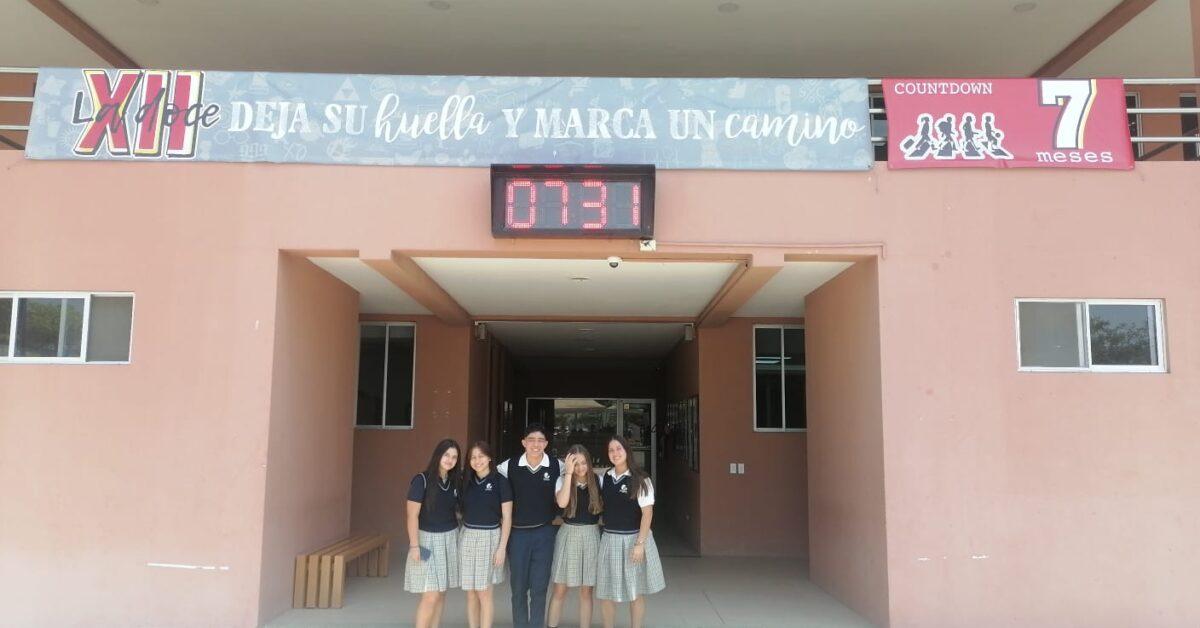 XII La doce DEJA SU huella Y MARCA UN camino
COUNTDOWN
7
meses
07 31